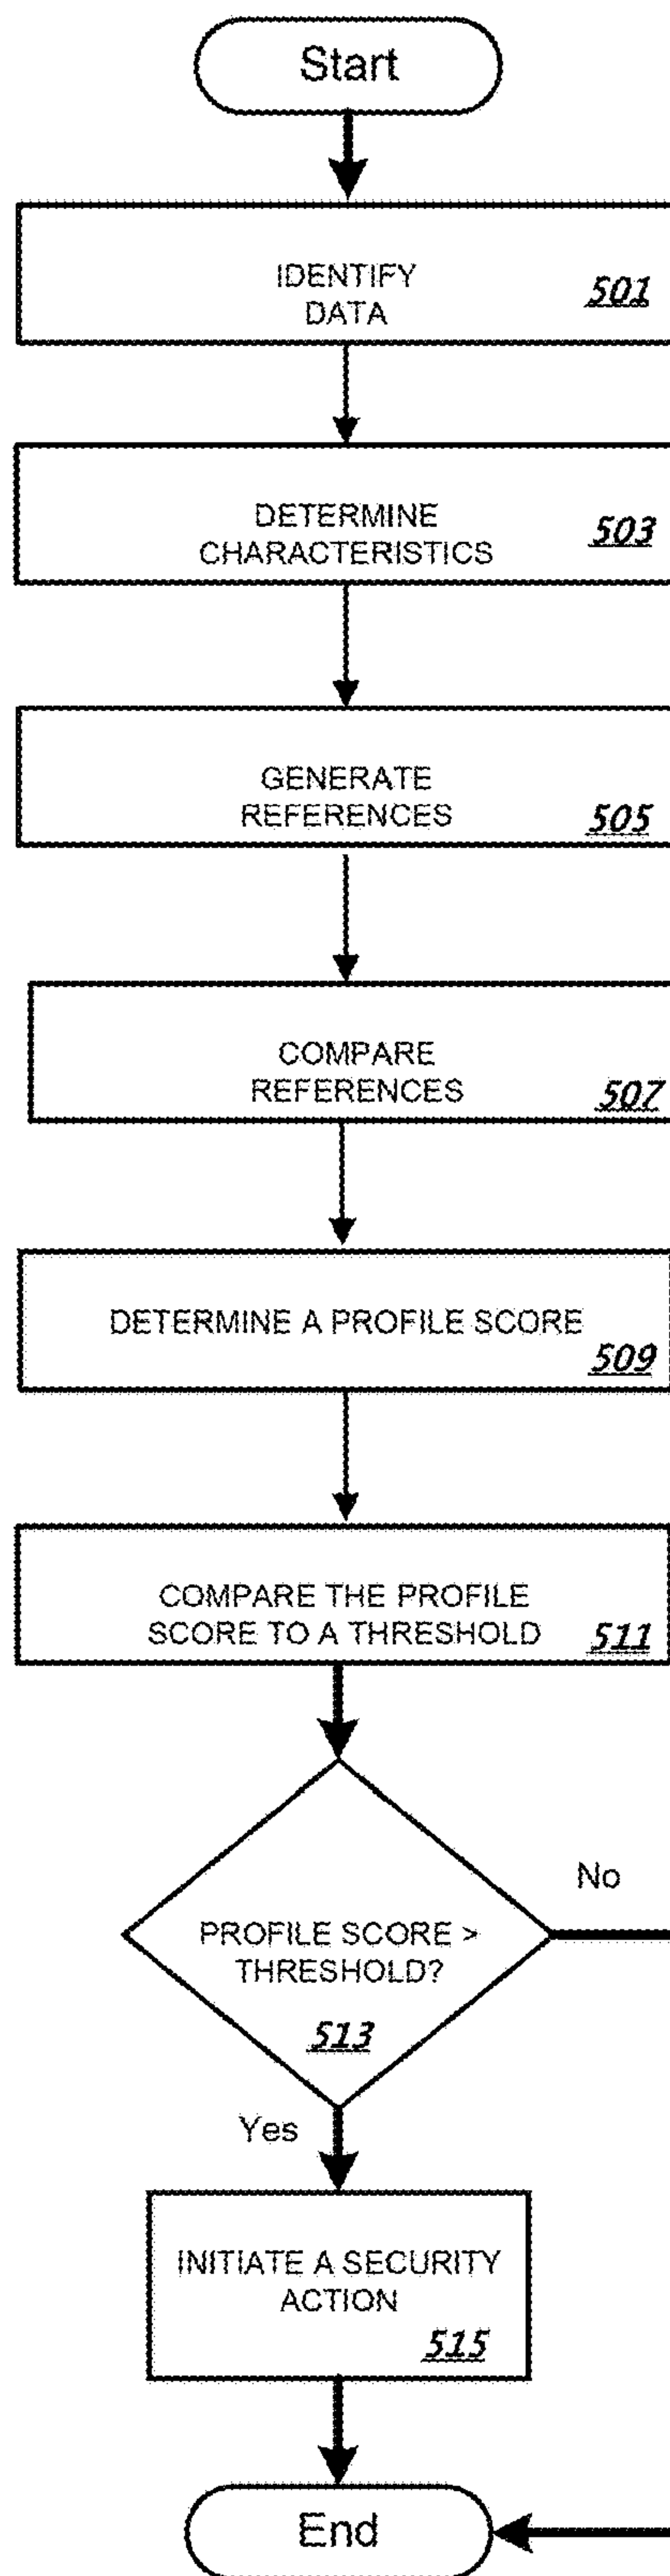 Start
IDENTIFY
DATA
501
DETERMINE
CHARACTERISTICS
503
GENERATE
REFERENCES
505
COMPARE
REFERENCES
507
DETERMINE A PROFILE SCORE
509
COMPARE THE PROFILE
SCORE TO A THRESHOLD
511
No
PROFILE SCORE >
THRESHOLD?
513
Yes
INITIATE A SECURITY
ACTION
515
End